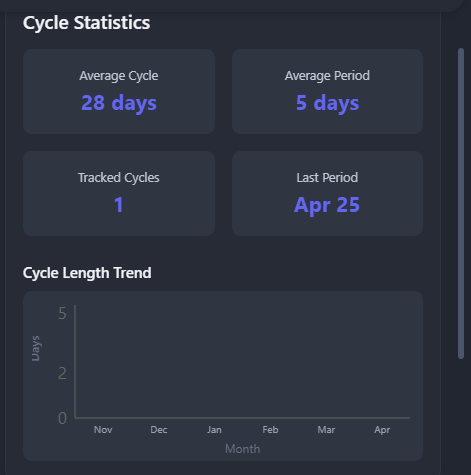 Cycle Statistics
Average Cycle
28 days
Average Period
5 days
Tracked Cycles
1
Last Period
Apr 25
Cycle Length Trend
5
2
0
Days
Nov Dec Jan Feb Mar Apr
Month